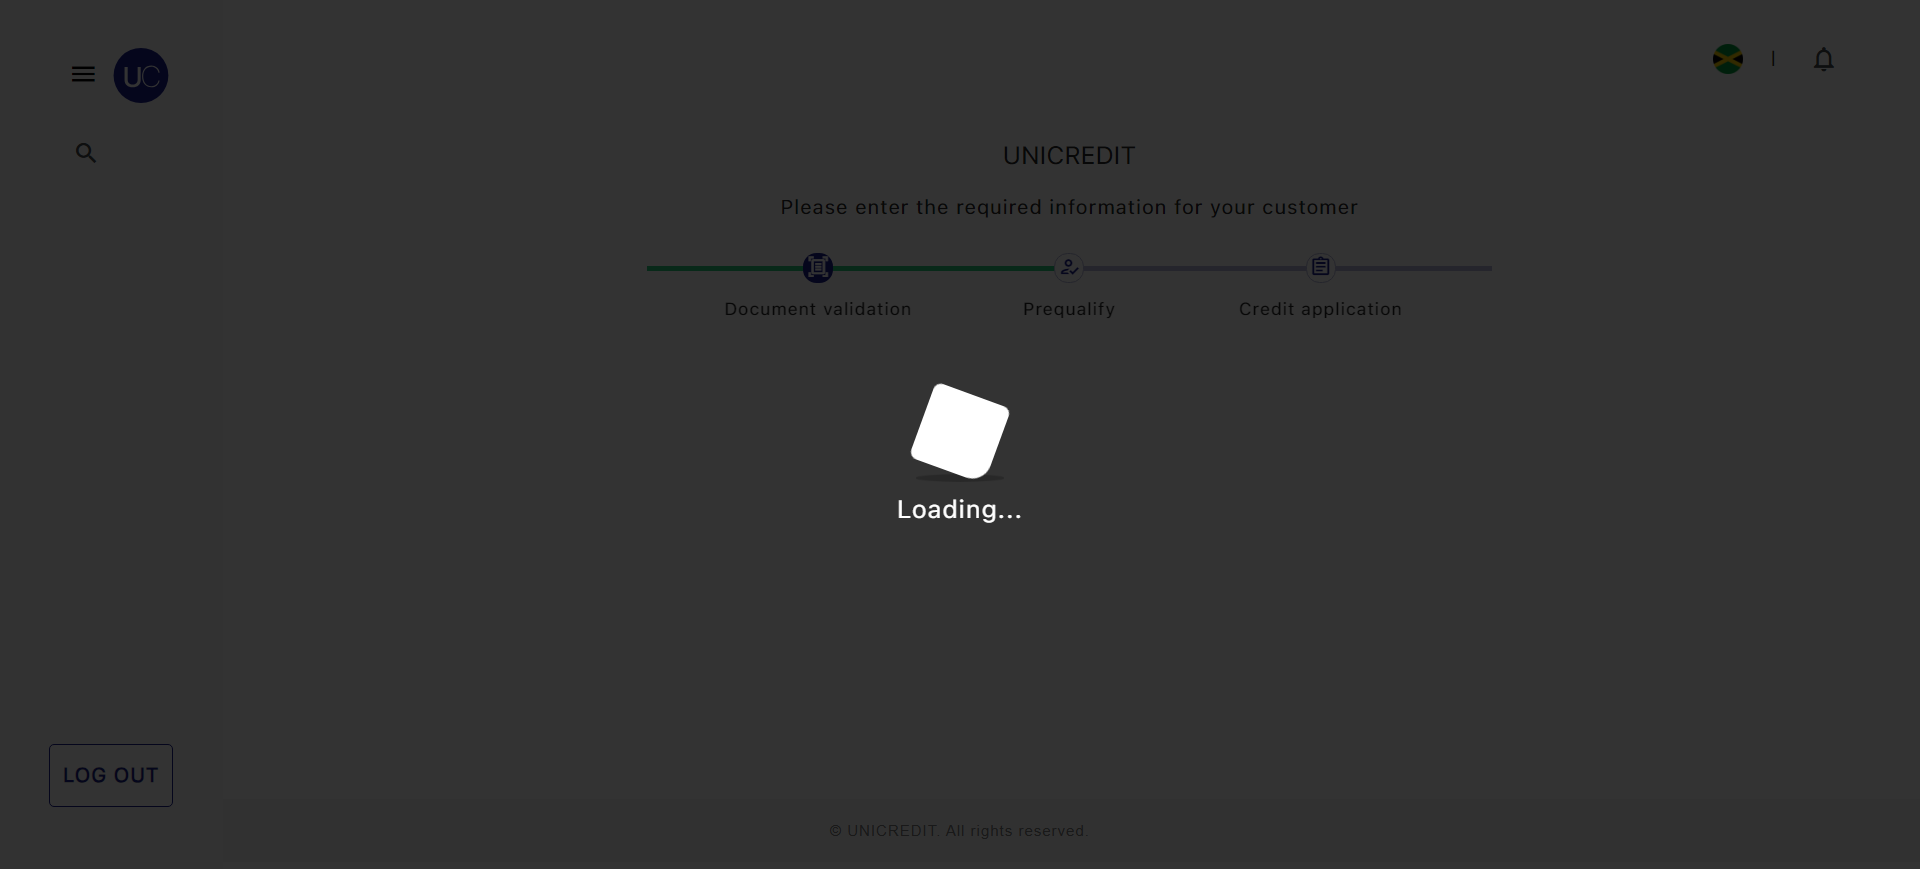 UC
|
UNICREDIT
Please enter the required information for your customer
Document validation
Prequalify
Credit application
Loading...
LOG OUT
© UNICREDIT. All rights reserved.